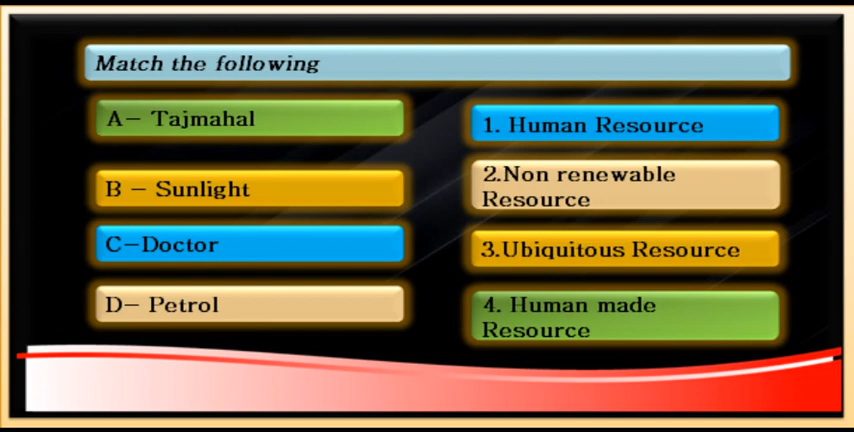 Match the following
A– Tajmahal
1. Human Resource
B – Sunlight
2.Non renewable
Resource
C–Doctor
3.Ubiquitous Resource
D– Petrol
4. Human made
Resource